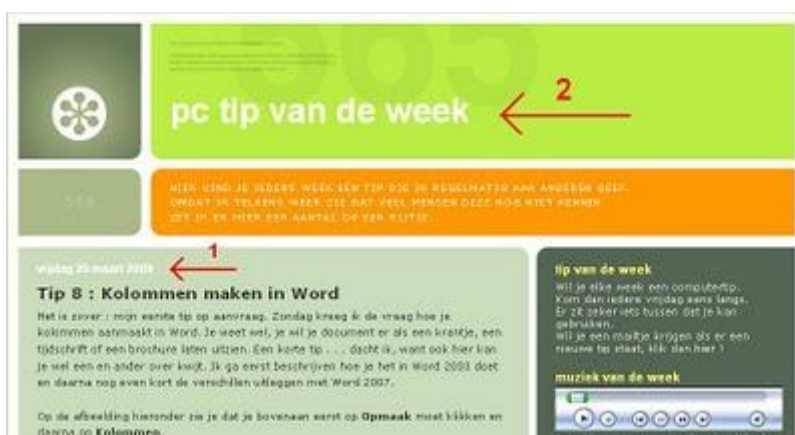 565
pc tip van de week
2
HIER VIND JE IEDERE WEEK EEN TIP DIE IK REGELMATIG AAN ANDEREN GEEF.
OMDAT IK TELKENS WEER ZIE DAT VEEL MENSEN DEZE NOG NIET KENNEN
ZET IK ER HIER EEN AANTAL OP EEN RIJTJE.
1
vrijdag 20 maart 2009
Tip 8 : Kolommen maken in Word
Het is zover : mijn eerste tip op aanvraag. Zondag kreeg ik de vraag hoe je
kolommen aanmaakt in Word. Je weet wel, je wil je document er als een krantje, een
tijdschrift of een brochure laten uitzien. Een korte tip . . . dacht ik, want ook hier kan
je wel een en ander over kwijt. Ik ga eerst beschrijven hoe je het in Word 2003 doet
en daarna nog even kort de verschillen uitleggen met Word 2007.
Op de afbeelding hieronder zie je dat je bovenaan eerst op Opmaak moet klikken en
daarna op Kolommen.
tip van de week
Wil je elke week een computertip.
Kom dan iedere vrijdag eens langs.
Er zit zeker iets tussen dat je kan
gebruiken.
Wil je een mailtje krijgen als er een
nieuwe tip staat, klik dan hier !
muziek van de week